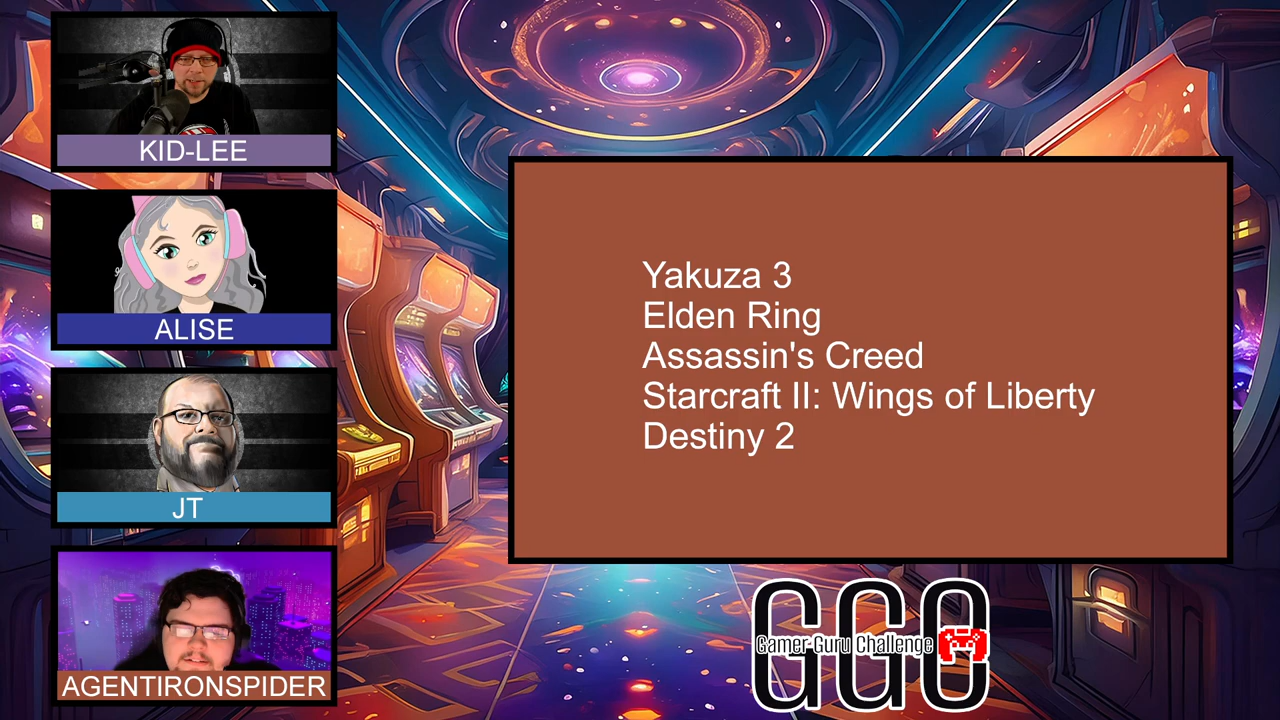 KID-LEE
ALISE
JT
AGENTIRONSPIDER
Yakuza 3
Elden Ring
Assassin's Creed
Starcraft II: Wings of Liberty
Destiny 2
GGC
Gamer Guru Challenge